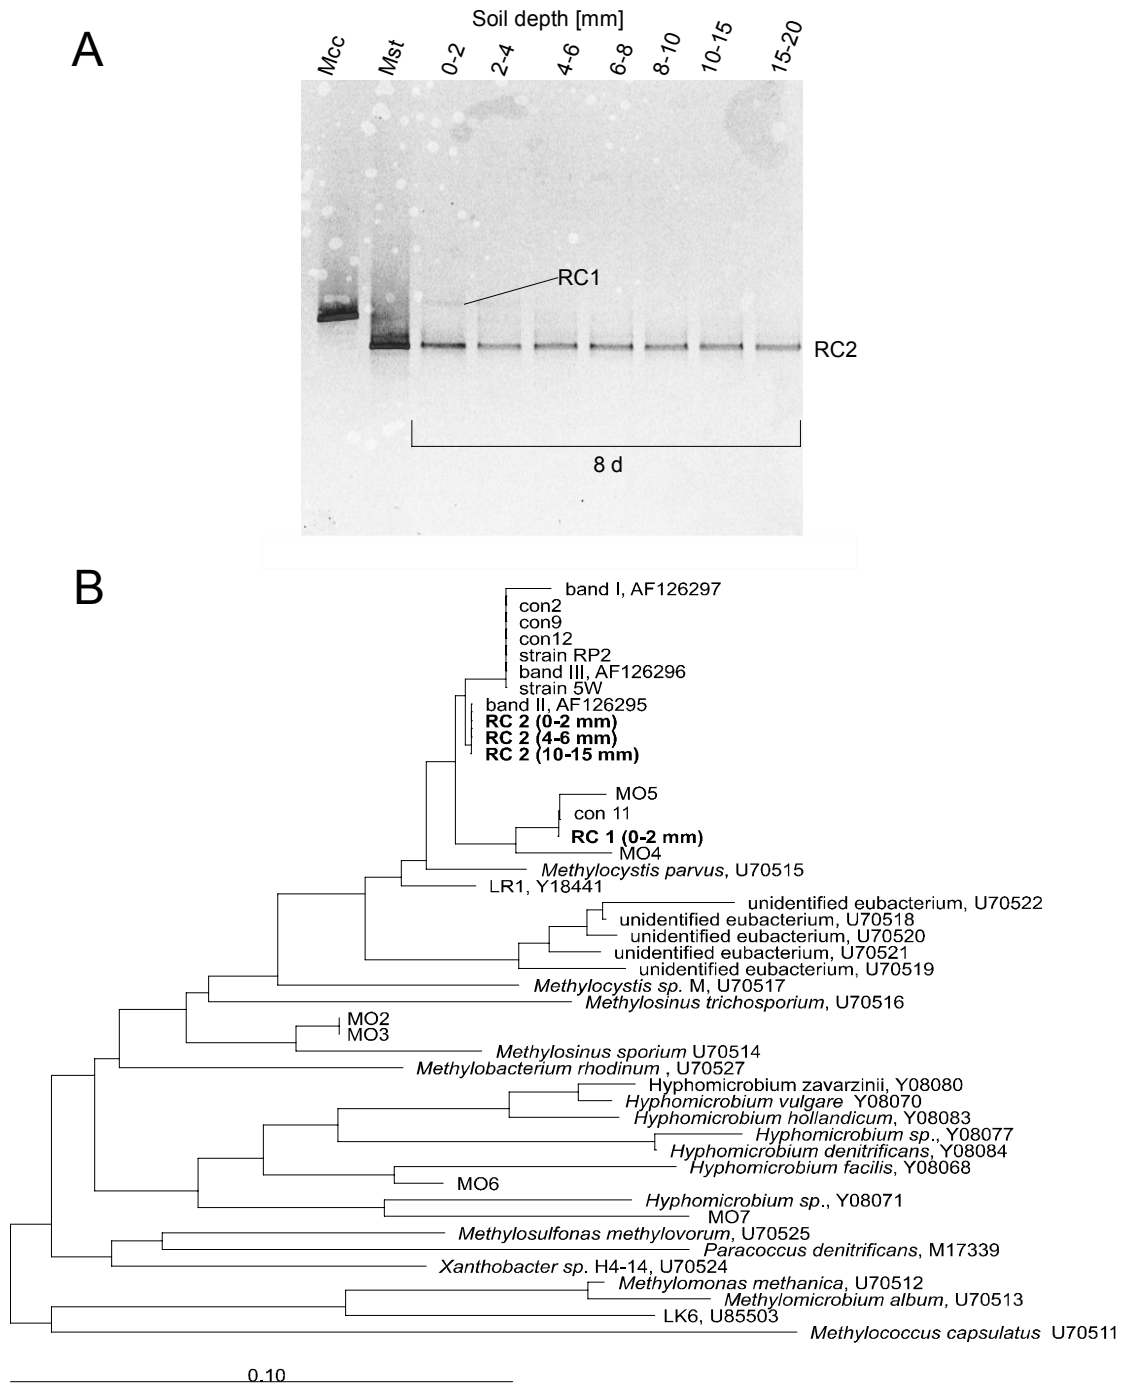 A
Soil depth [mm]
Mcc Mst 0-2 2-4 4-6 6-8 8-10 10-15 15-20
RC1
RC2
8 d
B
band I, AF126297
con2
con9
con12
strain RP2
band III, AF126296
strain 5W
band II, AF126295
RC 2 (0-2 mm)
RC 2 (4-6 mm)
RC 2 (10-15 mm)
MO5
con 11
RC 1 (0-2 mm)
MO4
Methylocystis parvus, U70515
LR1, Y18441
unidentified eubacterium, U70522
unidentified eubacterium, U70518
unidentified eubacterium, U70520
unidentified eubacterium, U70521
unidentified eubacterium, U70519
Methylocystis sp. M, U70517
Methylosinus trichosporium, U70516
MO2
MO3
Methylosinus sporium U70514
Methylobacterium rhodinum , U70527
Hyphomicrobium zavarzinii, Y08080
Hyphomicrobium vulgare Y08070
Hyphomicrobium hollandicum, Y08083
Hyphomicrobium sp., Y08077
Hyphomicrobium denitrificans, Y08084
Hyphomicrobium facilis, Y08068
MO6
Hyphomicrobium sp., Y08071
MO7
Methylosulfonas methylovorum, U70525
Paracoccus denitrificans, M17339
Xanthobacter sp. H4-14, U70524
Methylomonas methanica, U70512
Methylomicrobium album, U70513
LK6, U85503
Methylococcus capsulatus U70511
0.10